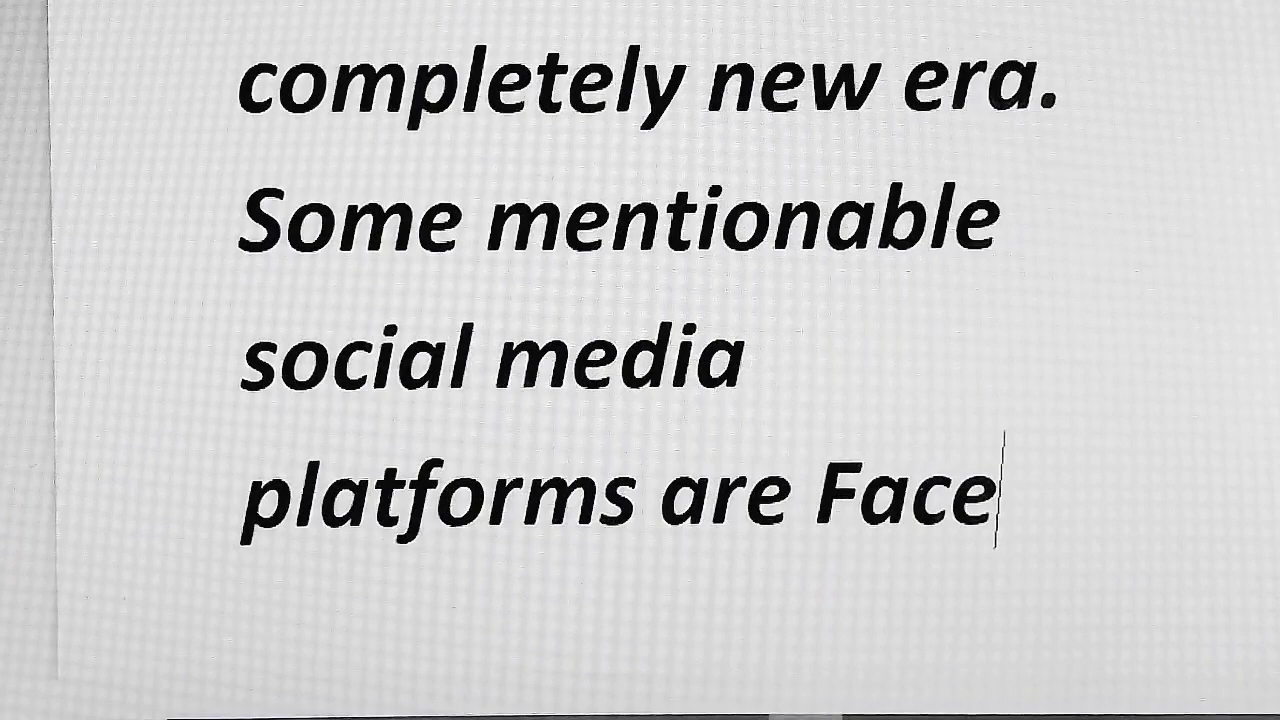 completely new era.
Some mentionable
social media
platforms are Face